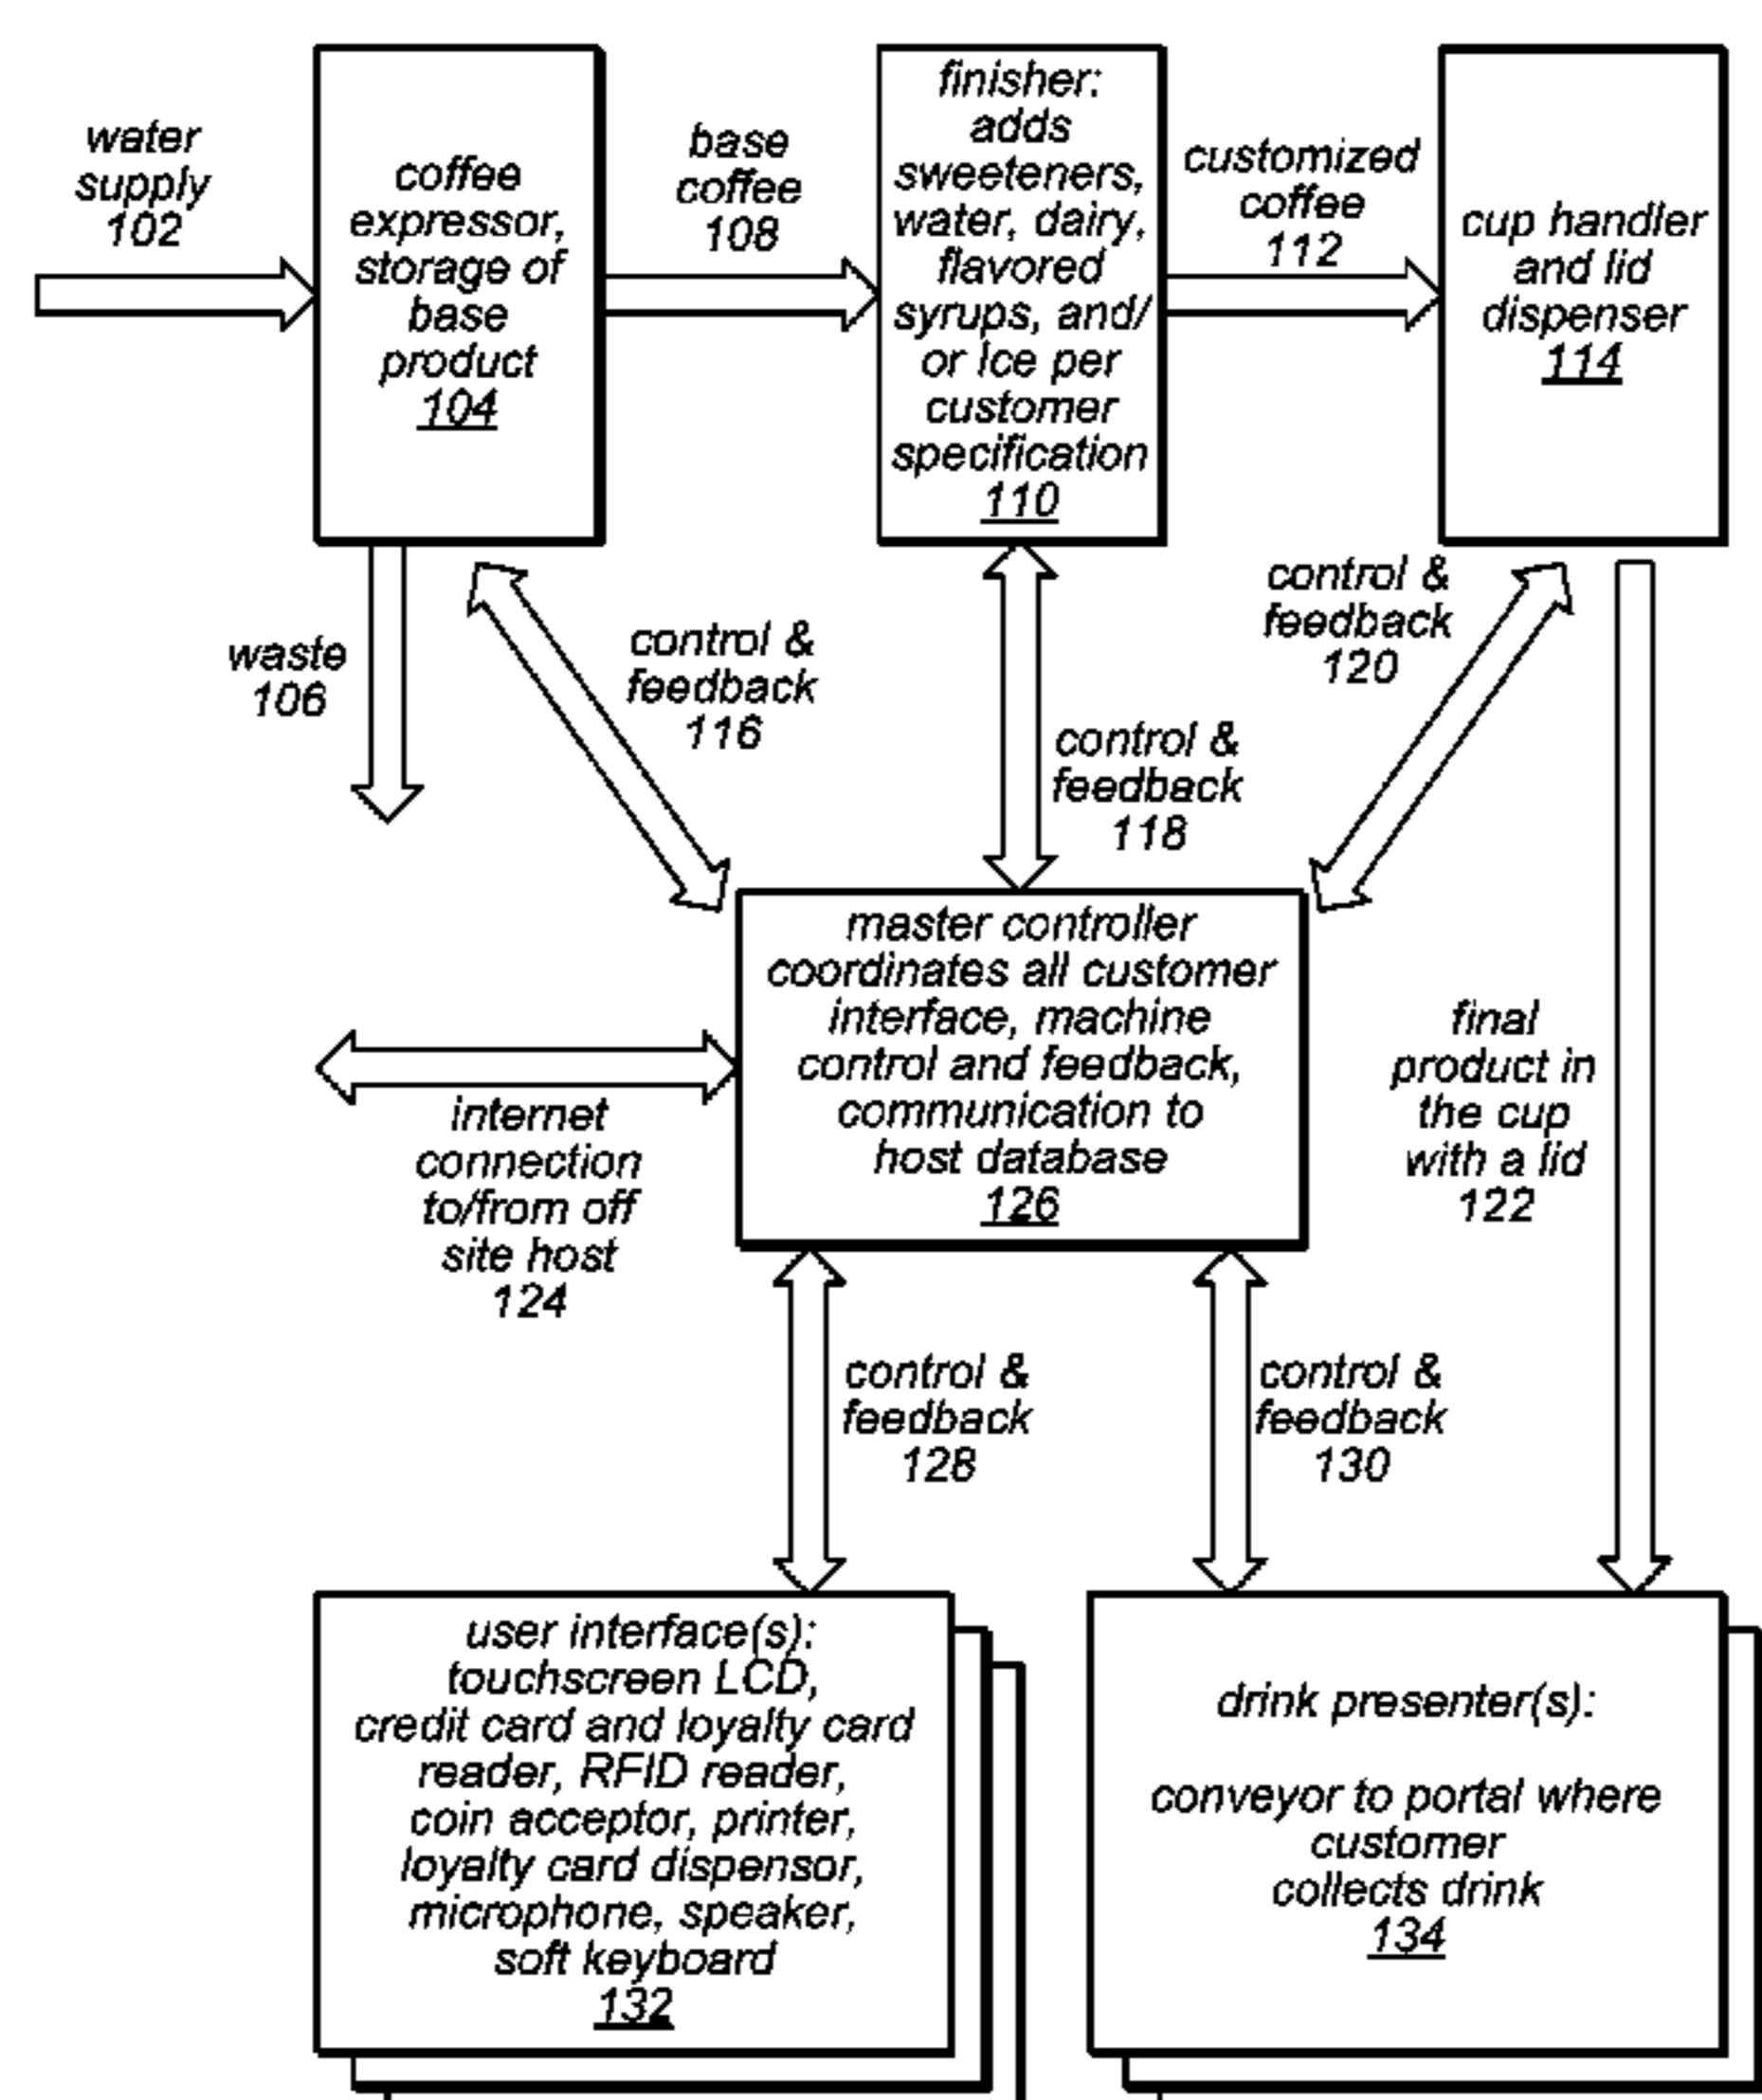 water
supply
102
coffee
expressor,
storage of
base
product
104
base
coffee
108
finisher:
adds
sweeteners,
water, dairy,
flavored
syrups, and/
or Ice per
customer
specification
110
customized
coffee
112
cup handler
and lid
dispenser
114
waste
106
control &
feedback
116
control &
feedback
118
control &
feedback
120
master controller
coordinates all customer
interface, machine
control and feedback,
communication to
host database
126
internet
connection
to/from off
site host
124
final
product in
the cup
with a lid
122
control &
feedback
128
control &
feedback
130
user interface(s):
touchscreen LCD,
credit card and loyalty card
reader, RFID reader,
coin acceptor, printer,
loyalty card dispensor,
microphone, speaker,
soft keyboard
132
drink presenter(s):
conveyor to portal where
customer
collects drink
134